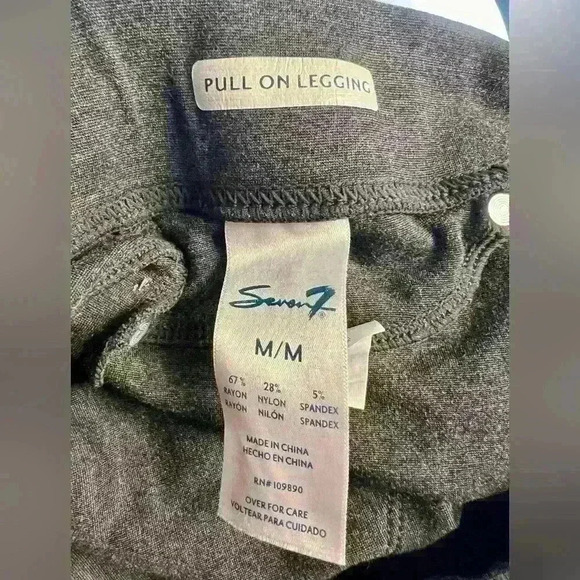 PULL ON LEGGING
Seven7
M/M
67% 28% 5%
RAYON NYLON SPANDEX
RAYÓN NILÓN SPANDEX
MADE IN CHINA
HECHO EN CHINA
RN#109890
OVER FOR CARE
VOLTEAR PARA CUIDADO